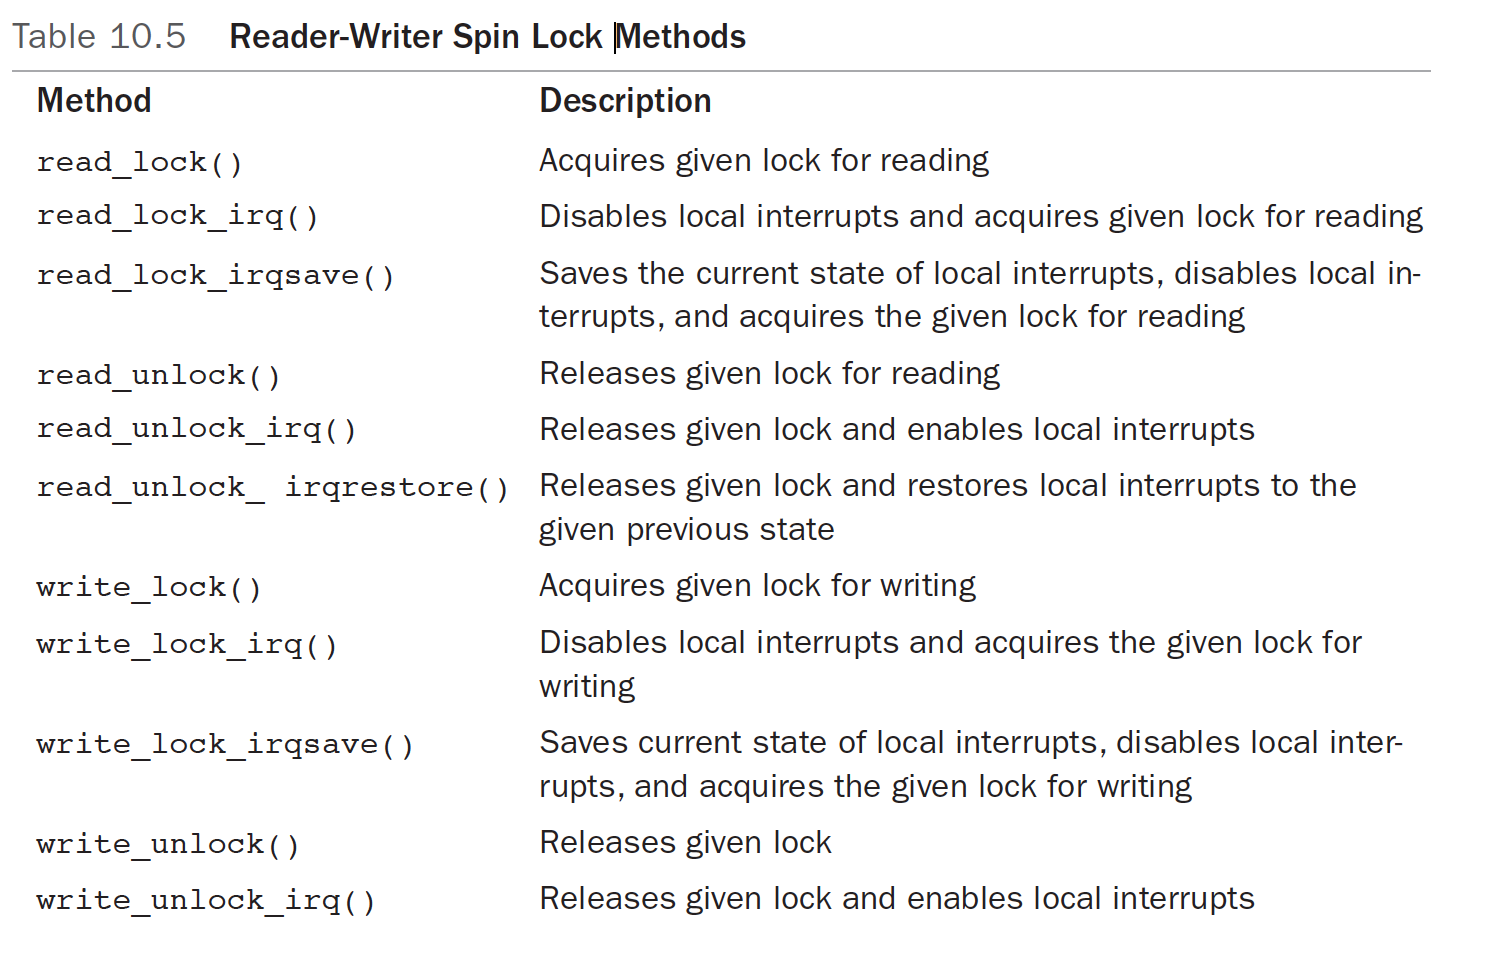 Table 10.5 Reader-Writer Spin Lock Methods
Method Description
read_lock() Acquires given lock for reading
read_lock_irq() Disables local interrupts and acquires given lock for reading
read_lock_irqsave() Saves the current state of local interrupts, disables local in-
terrupts, and acquires the given lock for reading
read_unlock() Releases given lock for reading
read_unlock_irq() Releases given lock and enables local interrupts
read_unlock_ irqrestore() Releases given lock and restores local interrupts to the
given previous state
write_lock() Acquires given lock for writing
write_lock_irq() Disables local interrupts and acquires the given lock for
writing
write_lock_irqsave() Saves current state of local interrupts, disables local inter-
rupts, and acquires the given lock for writing
write_unlock() Releases given lock
write_unlock_irq() Releases given lock and enables local interrupts